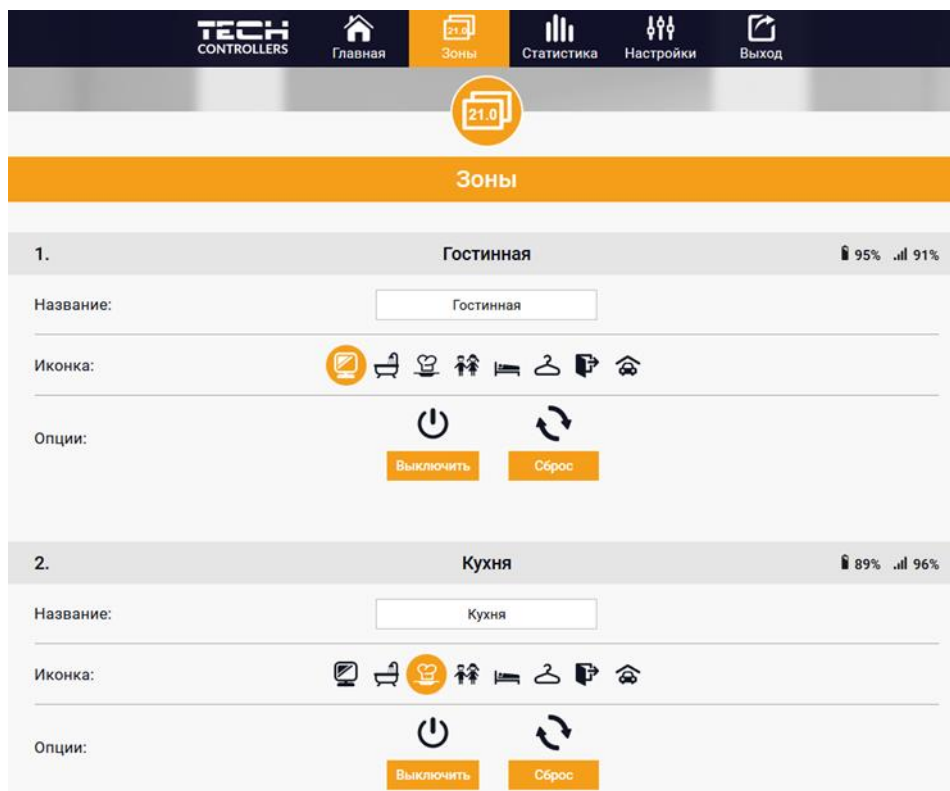 TECH
CONTROLLERS
Главная
21.0
Зоны
Статистика
Настройки
Выход
21.0
Зоны
1. Гостинная 95% 91%
Название: Гостинная
Иконка:
Опции:
Выключить Сброс
2. Кухня 89% 96%
Название: Кухня
Иконка:
Опции:
Выключить Сброс